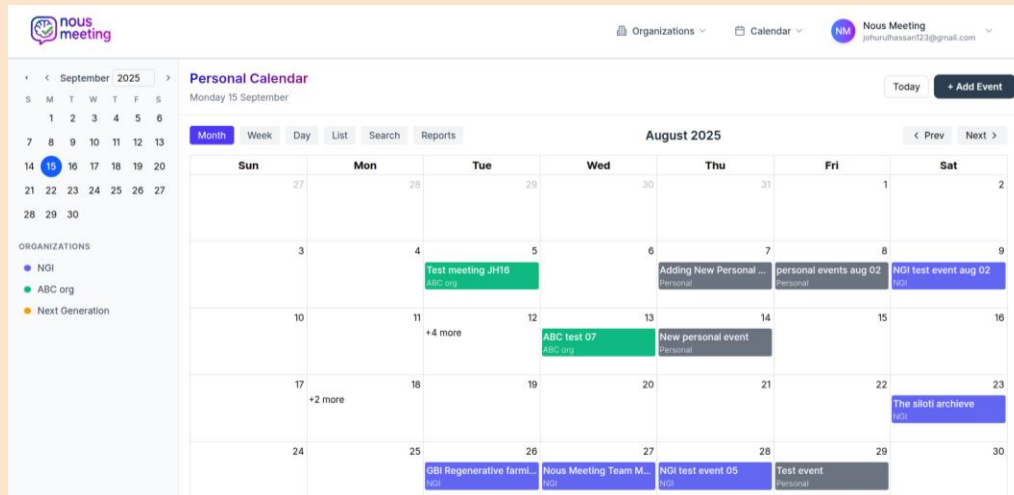 nous
meeting
Organizations
Calendar
NM
Nous Meeting
johurulhassan123@gmail.com
September 2025
S M T W T F S
1 2 3 4 5 6
7 8 9 10 11 12 13
14 15 16 17 18 19 20
21 22 23 24 25 26 27
28 29 30
ORGANIZATIONS
NGI
ABC org
Next Generation
Personal Calendar
Monday 15 September
Today
+ Add Event
Month Week Day List Search Reports
August 2025
< Prev Next >
Sun Mon Tue Wed Thu Fri Sat
27 28 29 30 31 1 2
3 4 5 6 7 8 9
Test meeting JH16
ABC org
Adding New Personal ...
Personal
personal events aug 02
Personal
NGI test event aug 02
NGI
10 11 12 13 14 15 16
+4 more
ABC test 07
ABC org
New personal event
Personal
17 18 19 20 21 22 23
+2 more
The siloti archieve
NGI
24 25 26 27 28 29 30
GBI Regenerative farmi...
NGI
Nous Meeting Team M...
NGI
NGI test event 05
NGI
Test event
Personal